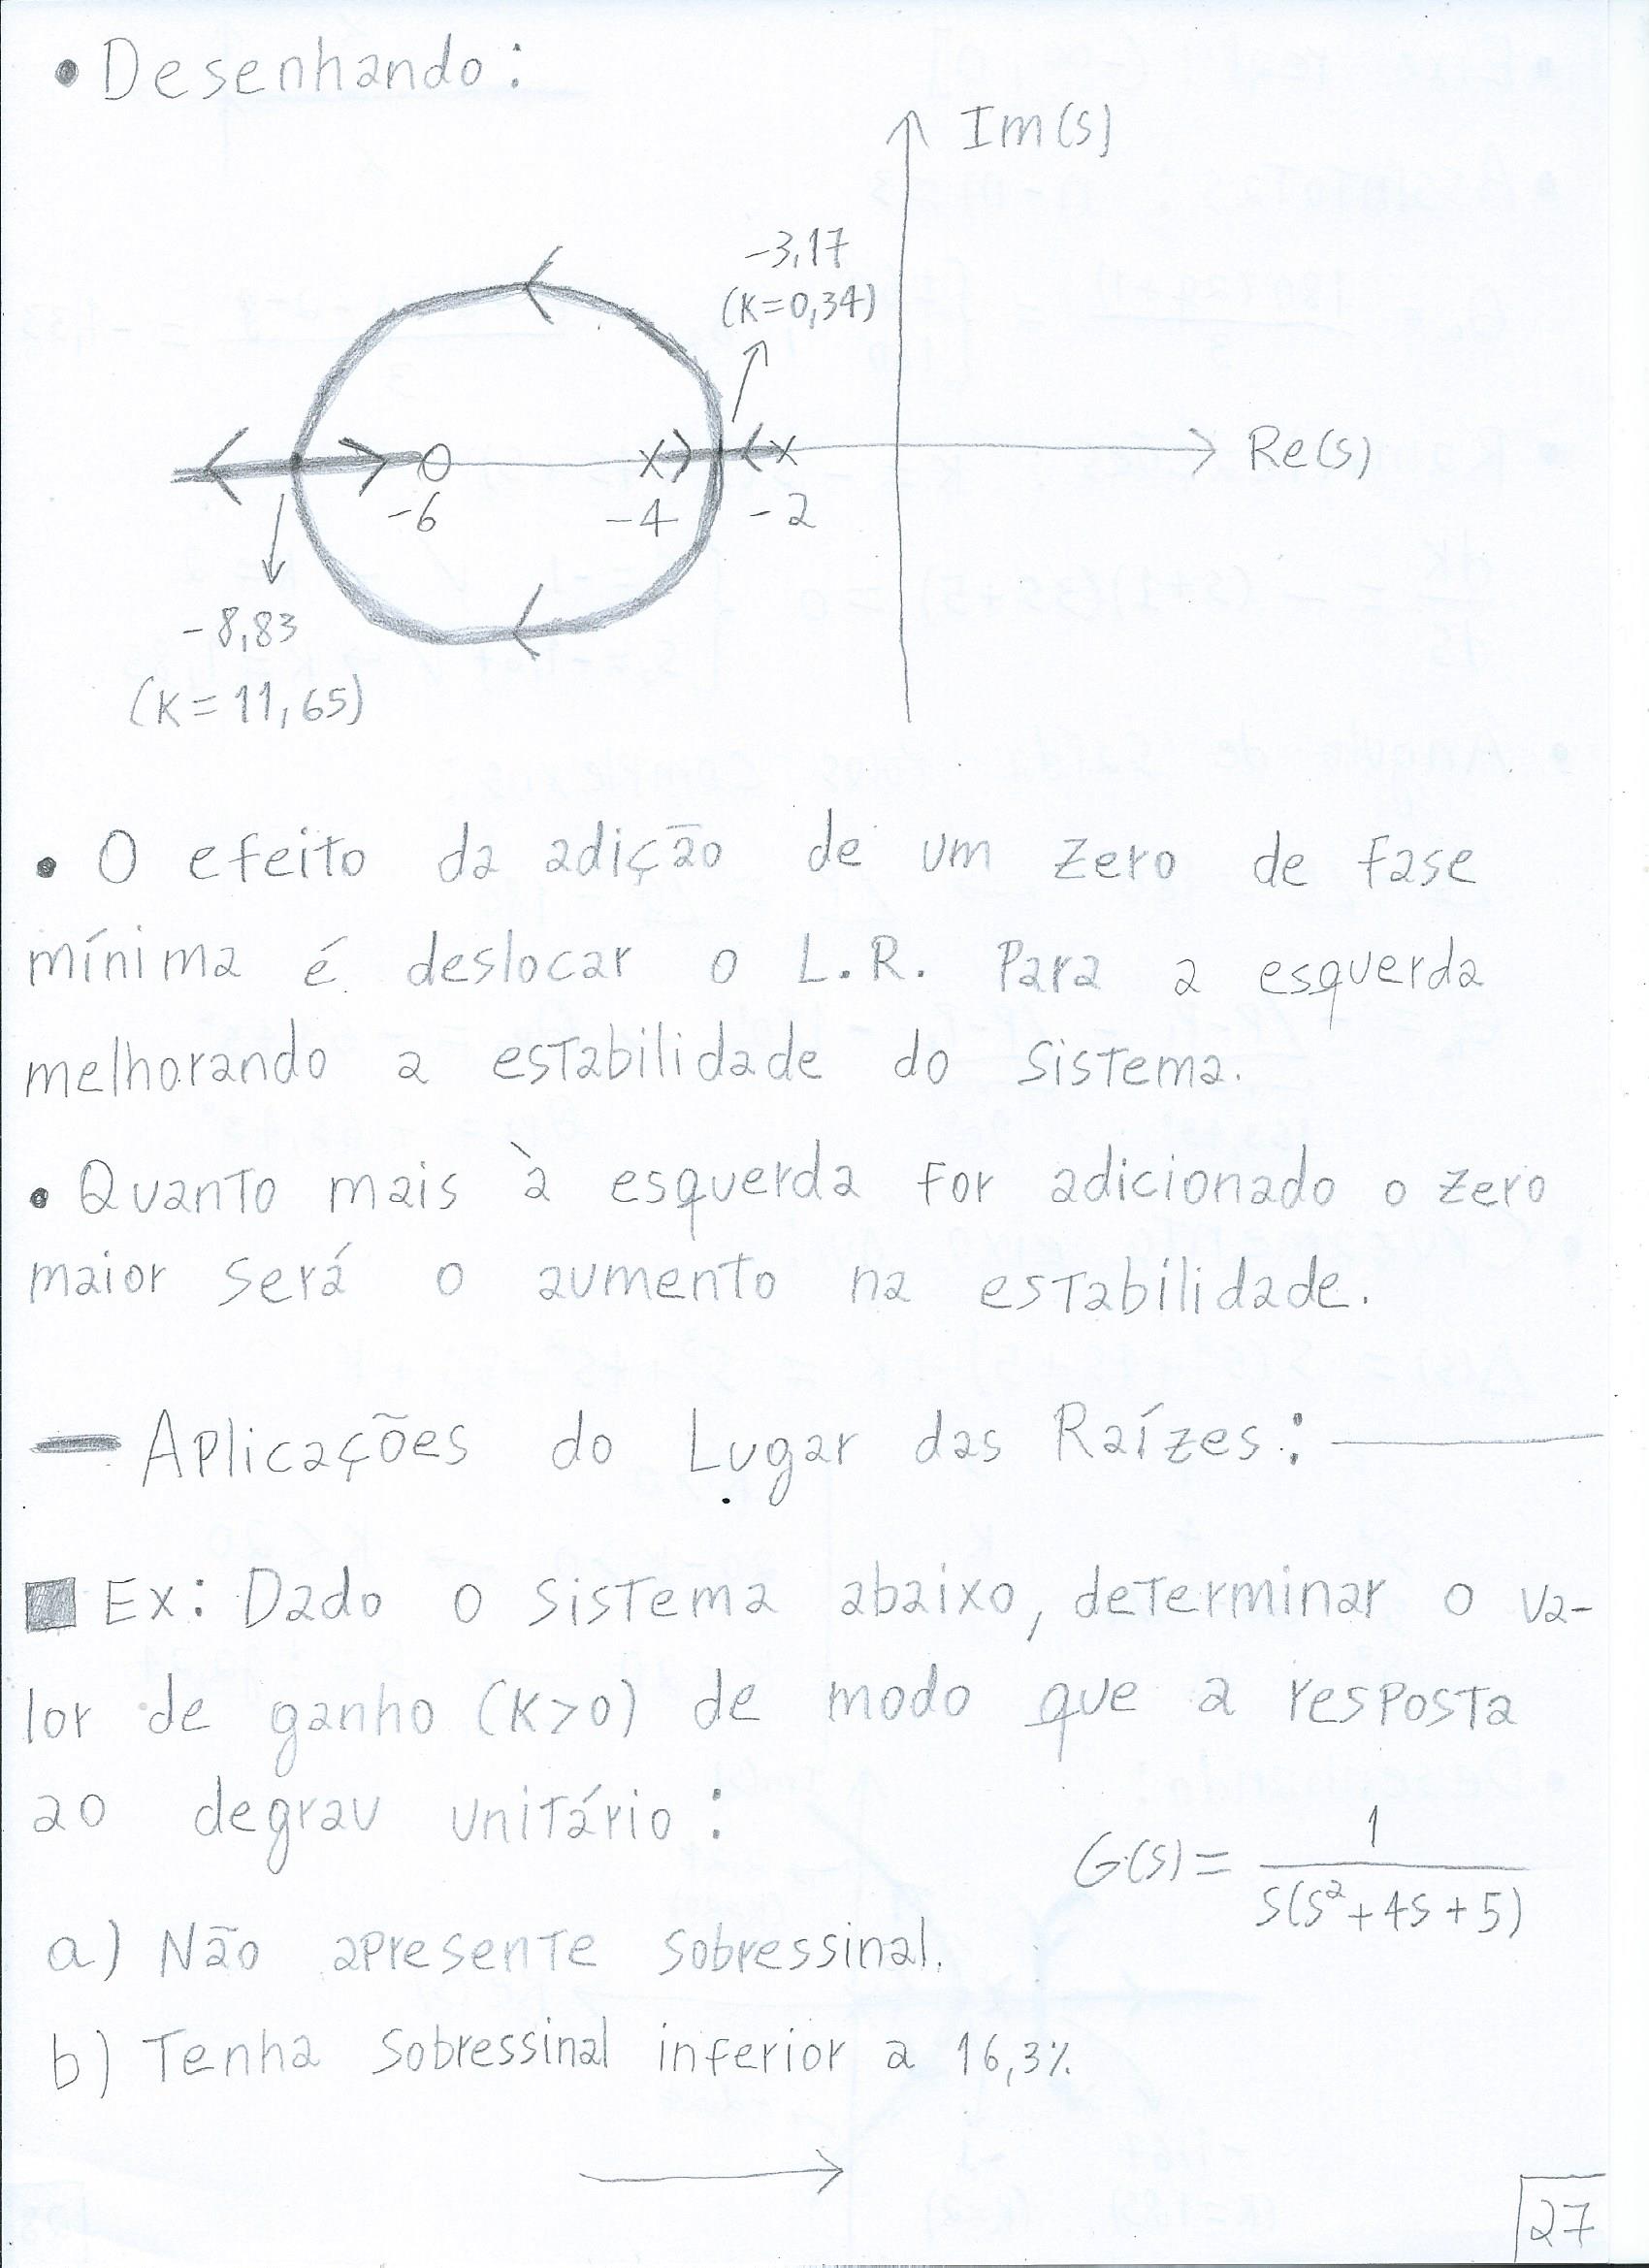 • Desenhando:
Im(s)
-3,17
(K=0,34)
Re(s)
-6
-4
-2
-8,83
(K=11,65)
• O efeito da adição de um zero de fase
mínima é deslocar o L.R. Para a esquerda
melhorando a estabilidade do sistema.
• Quanto mais à esquerda for adicionado o zero
maior será o aumento na estabilidade.
— Aplicações do Lugar das Raízes: —
■ Ex: Dado o sistema abaixo, determinar o va-
lor de ganho (K>0) de modo que a resposta
ao degrau unitário:
G(s) = 1 / s(s²+4s+5)
a) Não apresente sobressinal.
b) Tenha sobressinal inferior a 16,3%
27